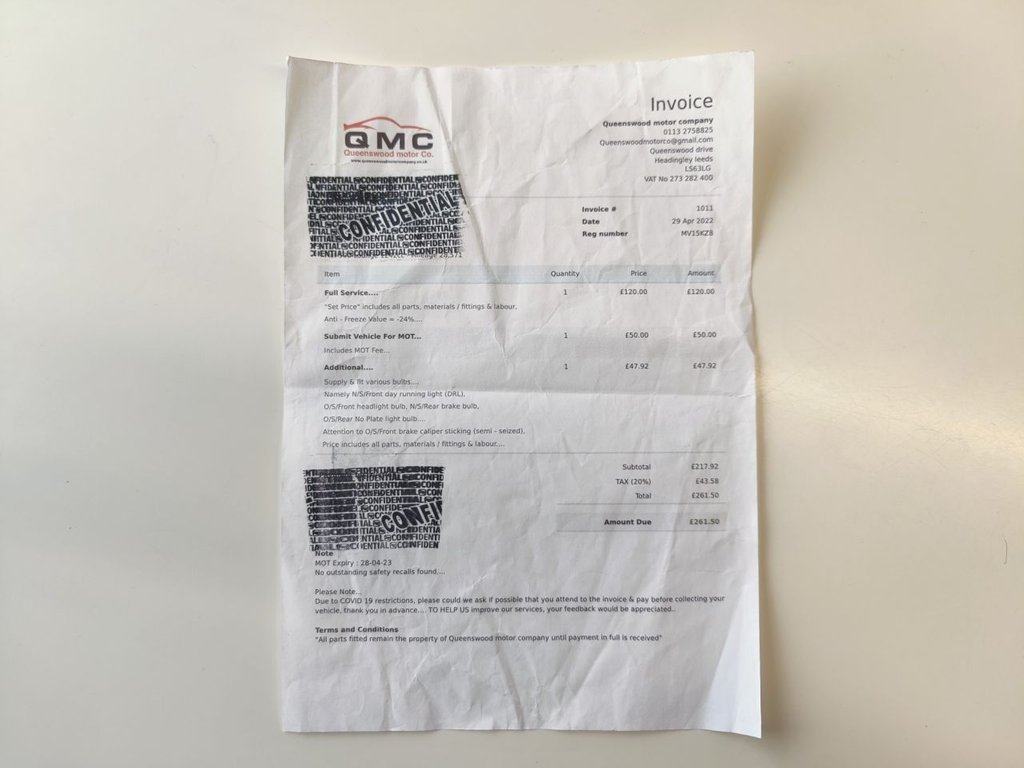 Invoice
QMC
Queenswood motor Co.
www.queenswoodmotorcompany.co.uk
Queenswood motor company
0113 2758825
Queenswoodmotorco@gmail.com
Queenswood drive
Headingley leeds
LS63LG
VAT No 273 282 400
CONFIDENTIAL
Invoice # 1011
Date 29 Apr 2022
Reg number MV15KZB
Mileage 28,371
Item Quantity Price Amount
Full Service.... 1 £120.00 £120.00
"Set Price" includes all parts, materials / fittings & labour,
Anti - Freeze Value = -24%....
Submit Vehicle For MOT... 1 £50.00 £50.00
Includes MOT Fee...
Additional.... 1 £47.92 £47.92
Supply & fit various bulbs....
Namely N/S/Front day running light (DRL),
O/S/Front headlight bulb, N/S/Rear brake bulb,
O/S/Rear No Plate light bulb....
Attention to O/S/Front brake caliper sticking (semi - seized),
Price includes all parts, materials / fittings & labour....
Subtotal £217.92
TAX (20%) £43.58
Total £261.50
Amount Due £261.50
CONFI
Note
MOT Expiry : 28-04-23
No outstanding safety recalls found....
Please Note...
Due to COVID 19 restrictions, please could we ask if possible that you attend to the invoice & pay before collecting your
vehicle, thank you in advance.... TO HELP US improve our services, your feedback would be appreciated..
Terms and Conditions
"All parts fitted remain the property of Queenswood motor company until payment in full is received"